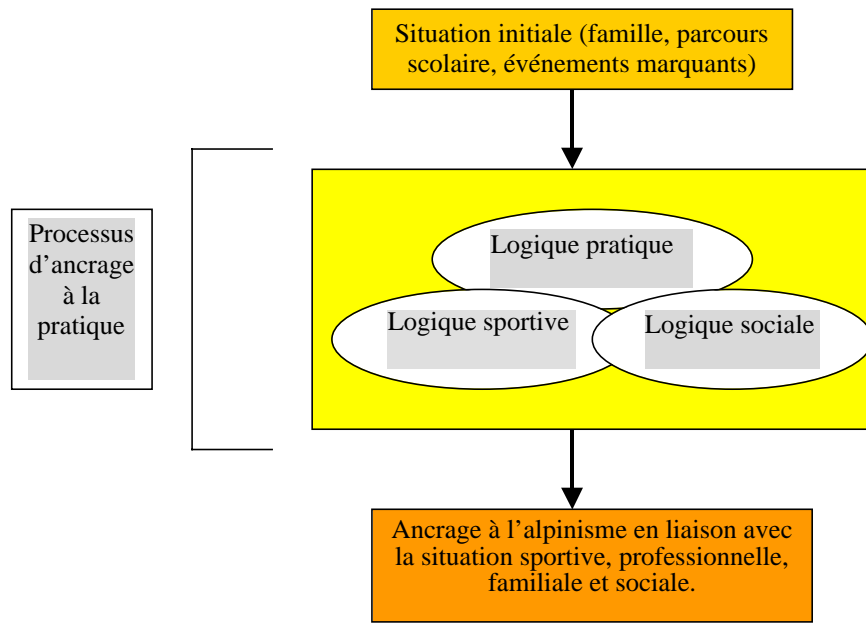 Situation initiale (famille, parcours
scolaire, événements marquants)
Processus
d’ancrage
à la
pratique
Logique pratique
Logique sportive
Logique sociale
Ancrage à l’alpinisme en liaison avec
la situation sportive, professionnelle,
familiale et sociale.